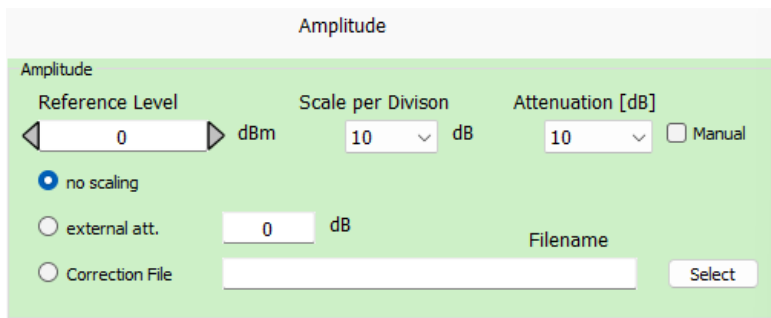 Amplitude
Amplitude
Reference Level Scale per Divison Attenuation [dB]
0 dBm 10 dB 10 Manual
no scaling
external att. 0 dB
Filename
Correction File Select